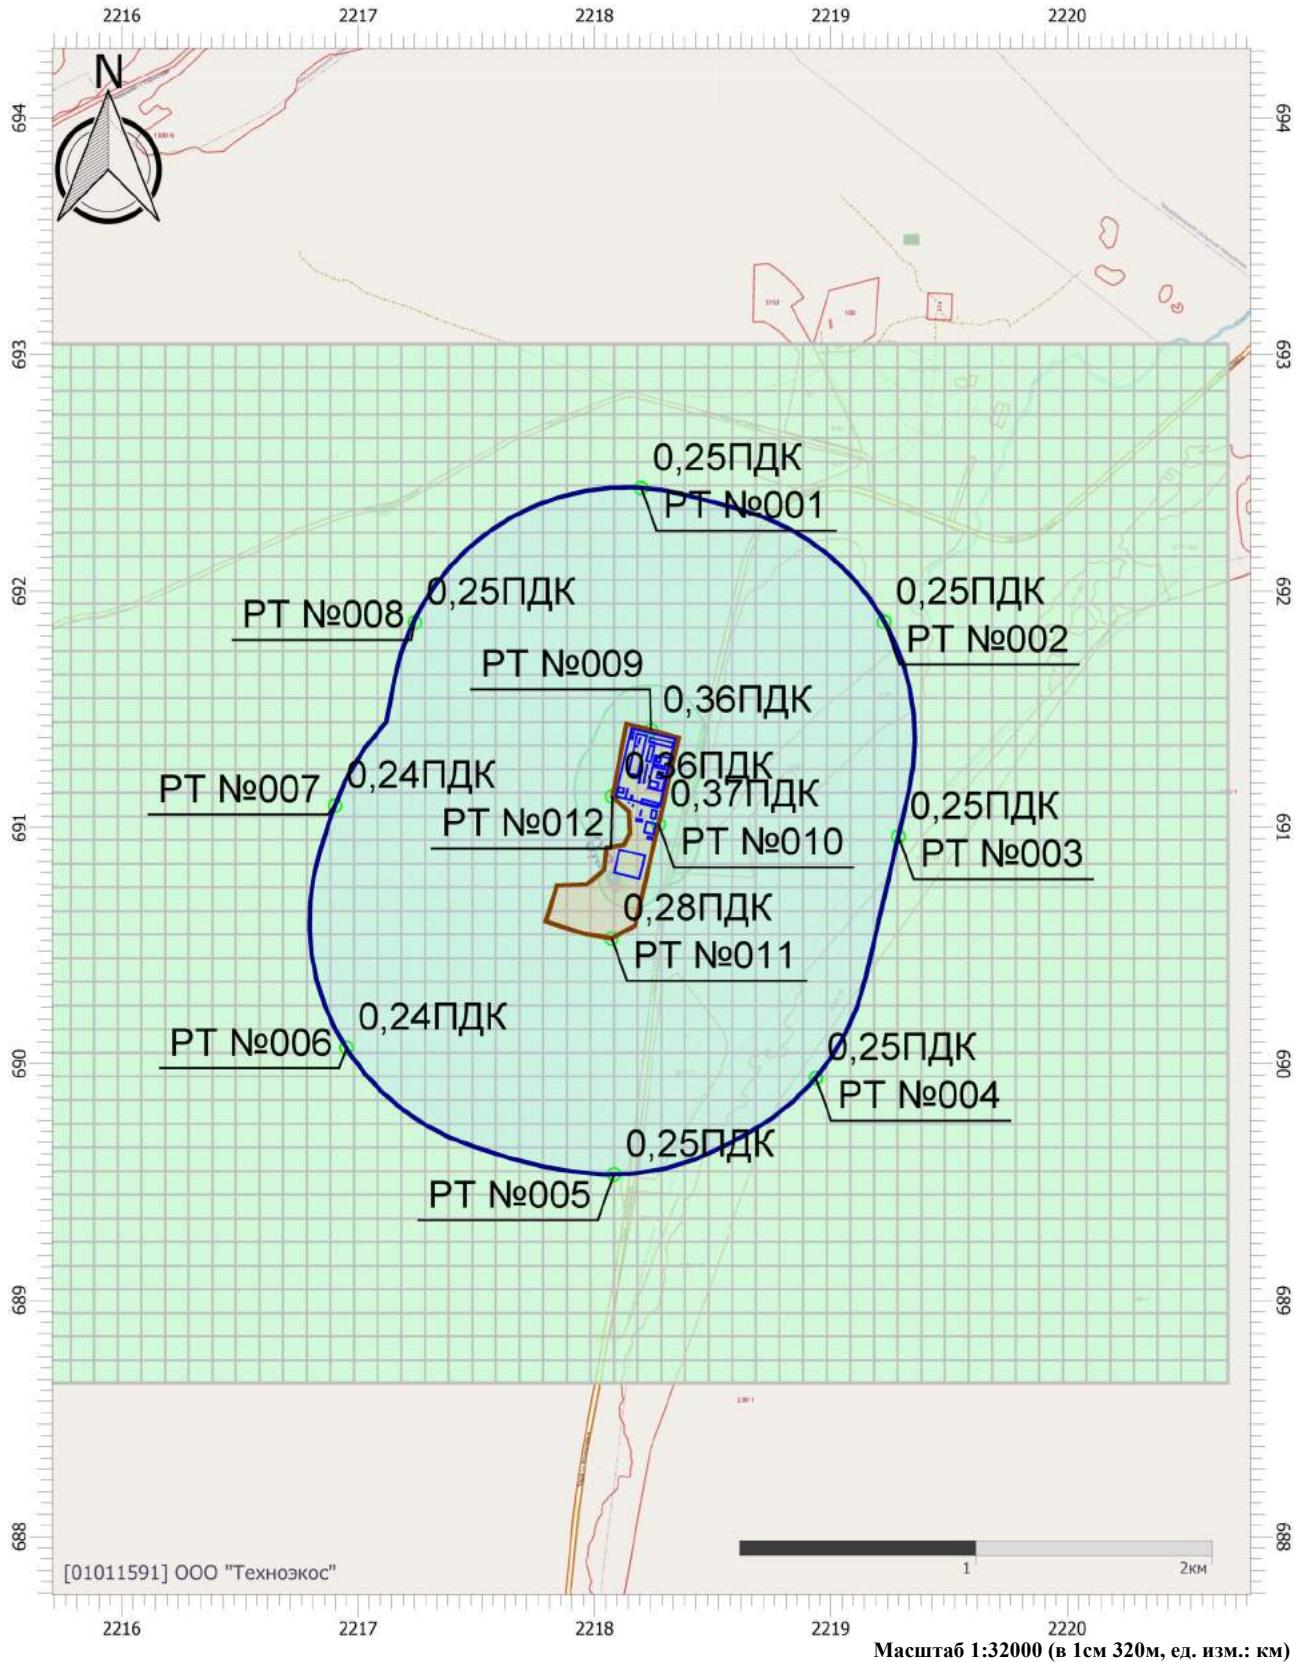 2216 2217 2218 2219 2220
N
694 694
693 693
0,25ПДК
РТ №001
692 692
0,25ПДК
РТ №008
0,25ПДК
РТ №002
РТ №009
0,36ПДК
0,36ПДК
РТ №012
0,24ПДК
РТ №007
0,37ПДК
РТ №010
691 691
0,25ПДК
РТ №003
0,28ПДК
РТ №011
0,24ПДК
РТ №006
690 690
0,25ПДК
РТ №004
0,25ПДК
РТ №005
689 689
688 688
1 2км
[01011591] ООО "Техноэкос"
2216 2217 2218 2219 2220
Масштаб 1:32000 (в 1см 320м, ед. изм.: км)